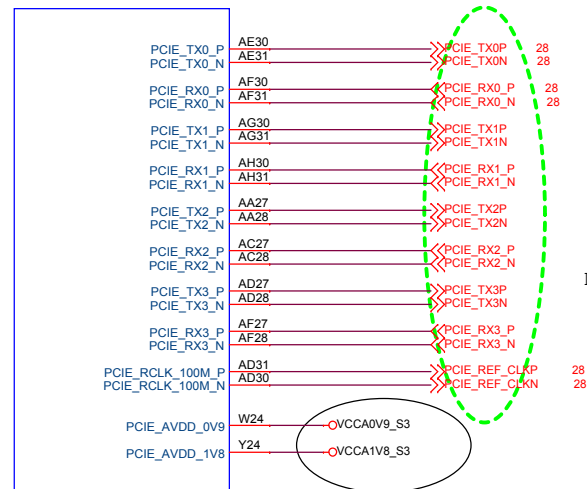 PCIE_TX0_P AE30 PCIE_TX0P 28
PCIE_TX0_N AE31 PCIE_TX0N 28
PCIE_RX0_P AF30 PCIE_RX0_P 28
PCIE_RX0_N AF31 PCIE_RX0_N 28
PCIE_TX1_P AG30 PCIE_TX1P
PCIE_TX1_N AG31 PCIE_TX1N
PCIE_RX1_P AH30 PCIE_RX1_P
PCIE_RX1_N AH31 PCIE_RX1_N
PCIE_TX2_P AA27 PCIE_TX2P
PCIE_TX2_N AA28 PCIE_TX2N
PCIE_RX2_P AC27 PCIE_RX2_P
PCIE_RX2_N AC28 PCIE_RX2_N
PCIE_TX3_P AD27 PCIE_TX3P
PCIE_TX3_N AD28 PCIE_TX3N
PCIE_RX3_P AF27 PCIE_RX3_P
PCIE_RX3_N AF28 PCIE_RX3_N
PCIE_RCLK_100M_P AD31 PCIE_REF_CLKP 28
PCIE_RCLK_100M_N AD30 PCIE_REF_CLKN 28
PCIE_AVDD_0V9 W24 VCCA0V9_S3
PCIE_AVDD_1V8 Y24 VCCA1V8_S3